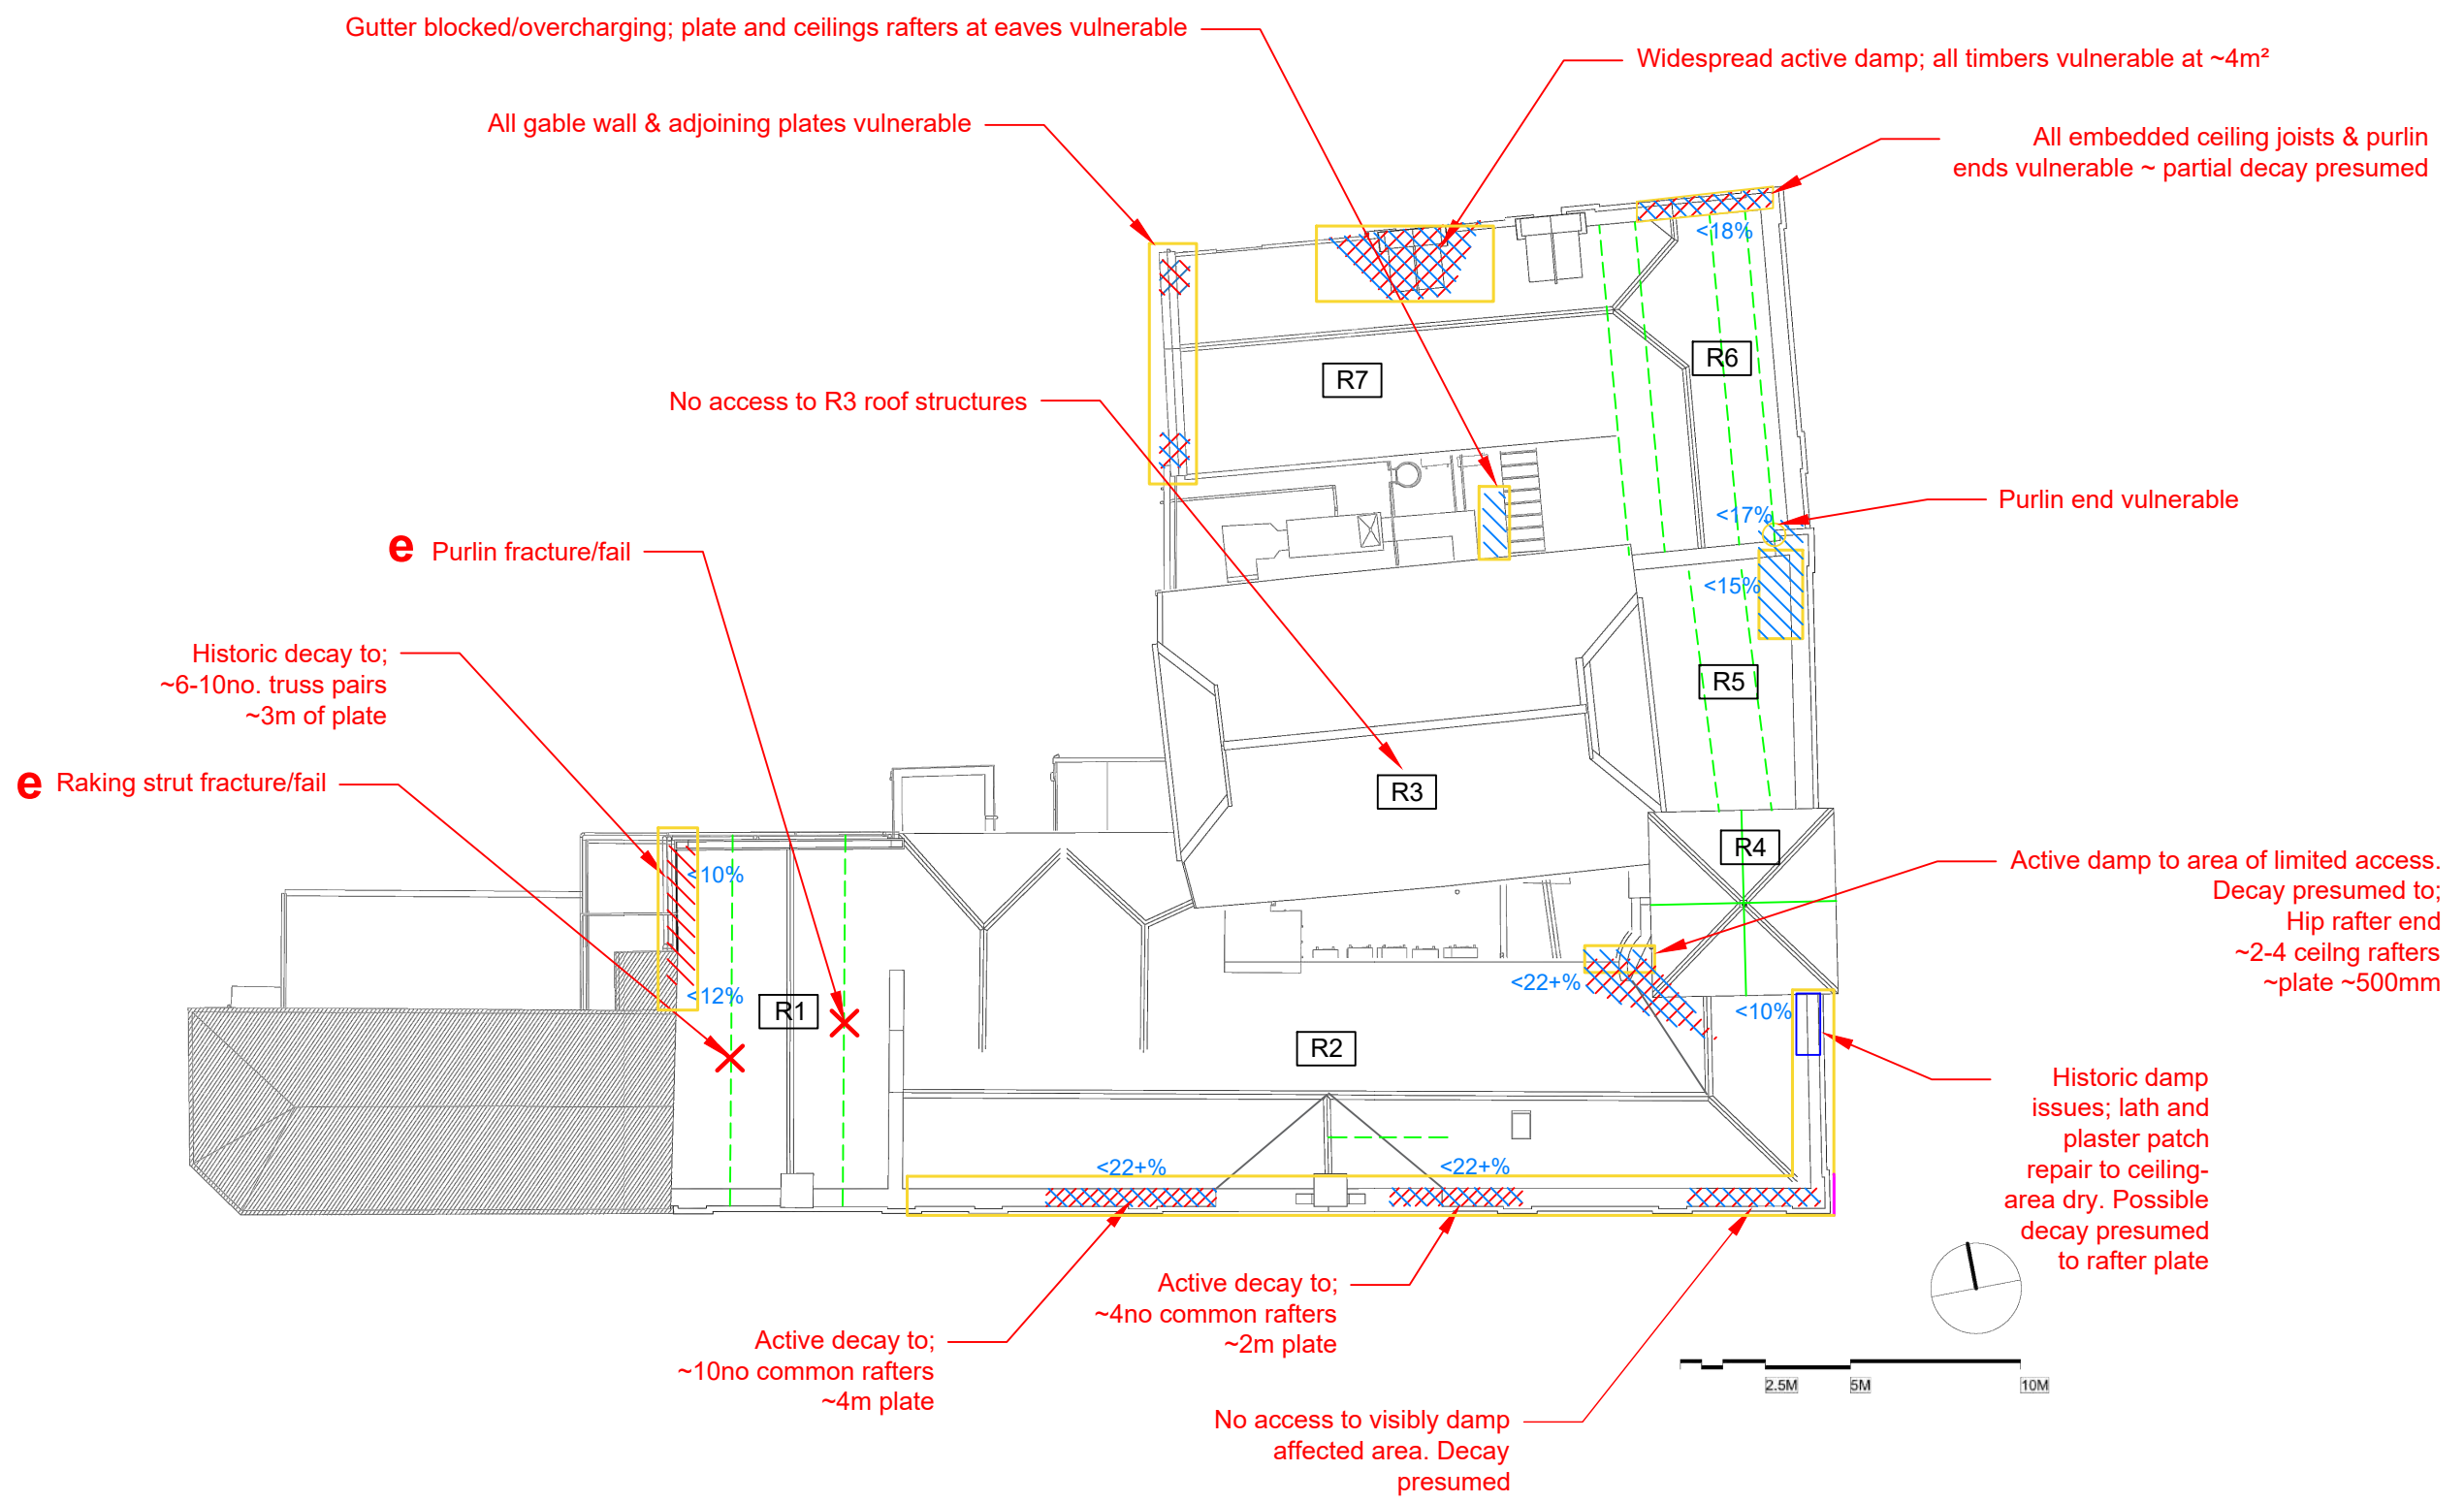 Gutter blocked/overcharging; plate and ceilings rafters at eaves vulnerable
Widespread active damp; all timbers vulnerable at ~4m²
All gable wall & adjoining plates vulnerable
All embedded ceiling joists & purlin
ends vulnerable ~ partial decay presumed
<18%
R7
R6
No access to R3 roof structures
Purlin end vulnerable
<17%
e Purlin fracture/fail
<15%
Historic decay to;
~6-10no. truss pairs
~3m of plate
R5
e Raking strut fracture/fail
R3
R4
<10%
Active damp to area of limited access.
Decay presumed to;
Hip rafter end
~2-4 ceilng rafters
~plate ~500mm
<22+%
<12%
R1
<10%
R2
Historic damp
issues; lath and
plaster patch
repair to ceiling-
area dry. Possible
decay presumed
to rafter plate
<22+%
<22+%
Active decay to;
~4no common rafters
~2m plate
Active decay to;
~10no common rafters
~4m plate
2.5M
5M
10M
No access to visibly damp
affected area. Decay
presumed